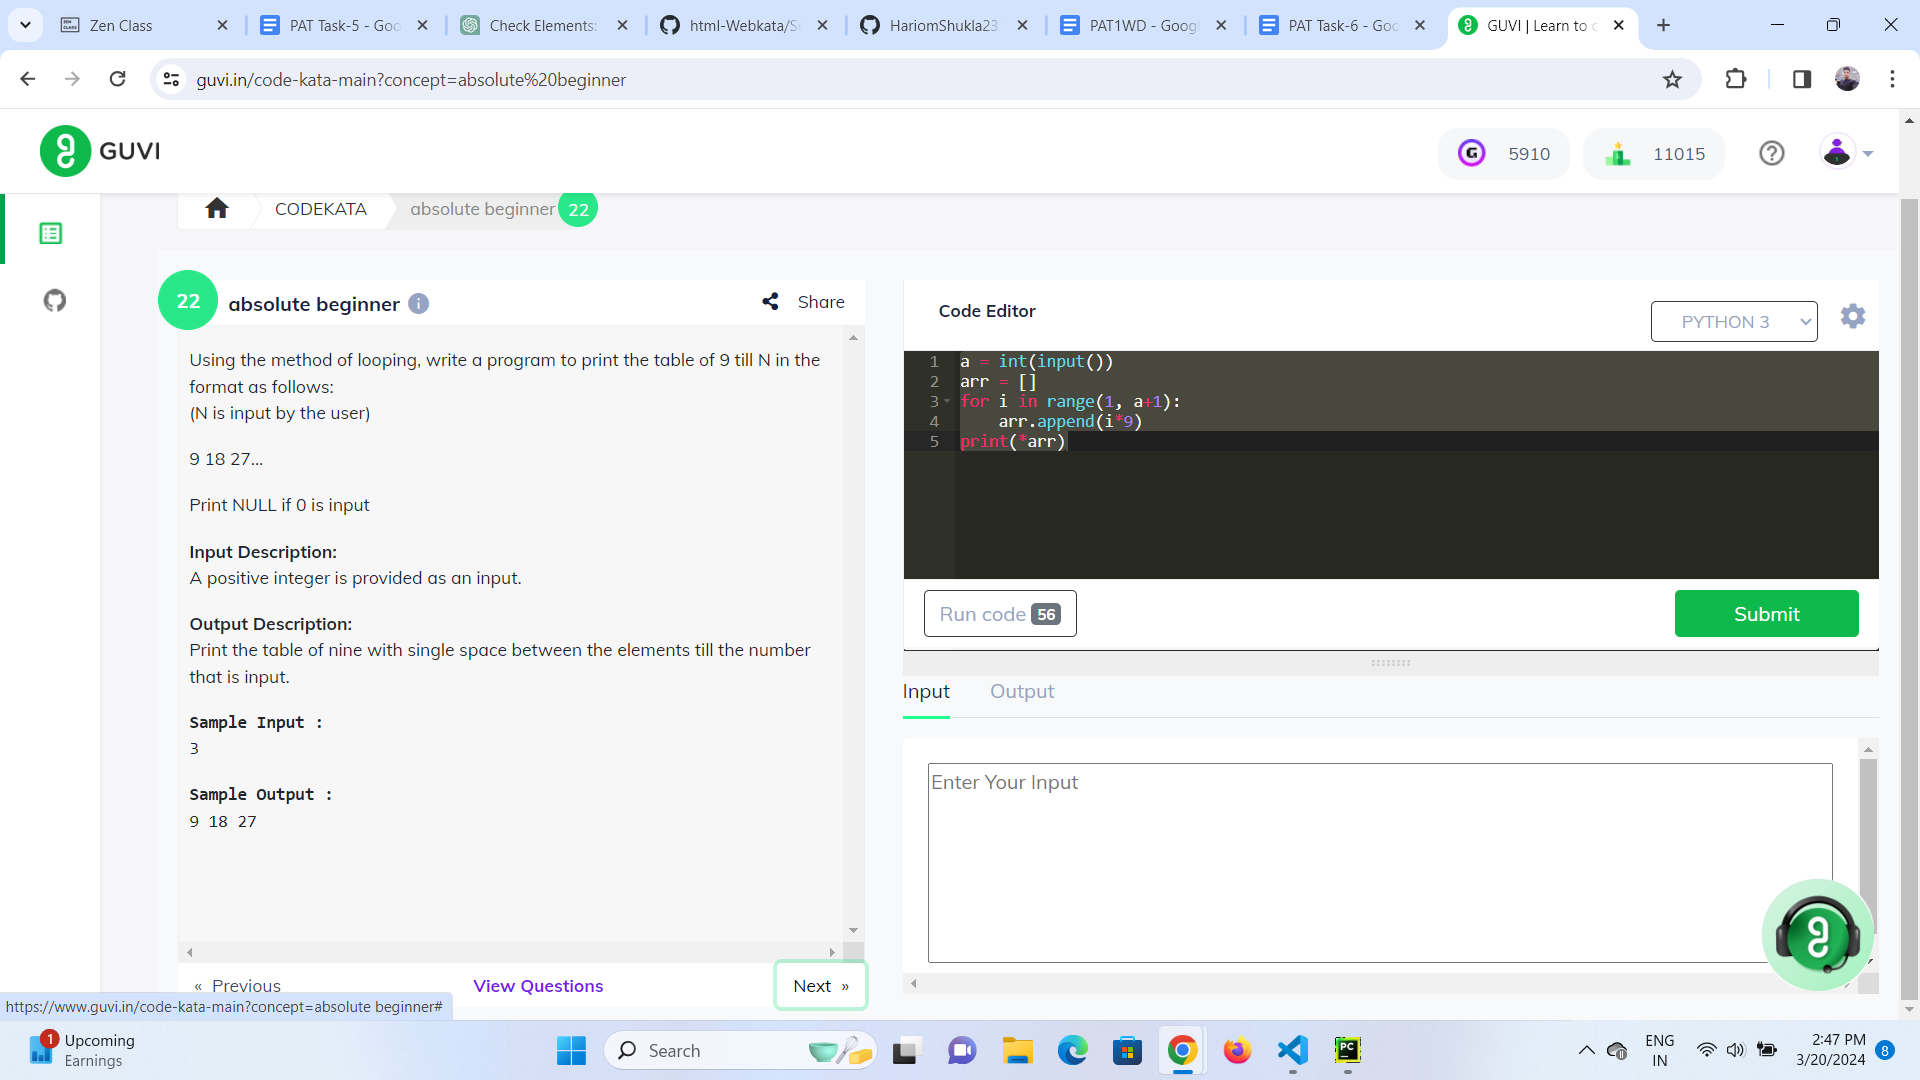 Zen Class
PAT Task-5 - Goo
Check Elements:
html-Webkata/Sc
HariomShukla23
PAT1WD - Googl
PAT Task-6 - Goo
GUVI | Learn to c
guvi.in/code-kata-main?concept=absolute%20beginner
GUVI
5910
11015
CODEKATA
absolute beginner 22
22
absolute beginner
Share
Using the method of looping, write a program to print the table of 9 till N in the
format as follows:
(N is input by the user)
9 18 27...
Print NULL if 0 is input
Input Description:
A positive integer is provided as an input.
Output Description:
Print the table of nine with single space between the elements till the number
that is input.
Sample Input :
3
Sample Output :
9 18 27
« Previous
View Questions
Next »
Code Editor
PYTHON 3
1 a = int(input())
2 arr = []
3 for i in range(1, a+1):
4     arr.append(i*9)
5 print(*arr)
Run code 56
Submit
Input
Output
Enter Your Input
https://www.guvi.in/code-kata-main?concept=absolute beginner#
1
Upcoming
Earnings
Search
PC
ENG
IN
2:47 PM
3/20/2024
8